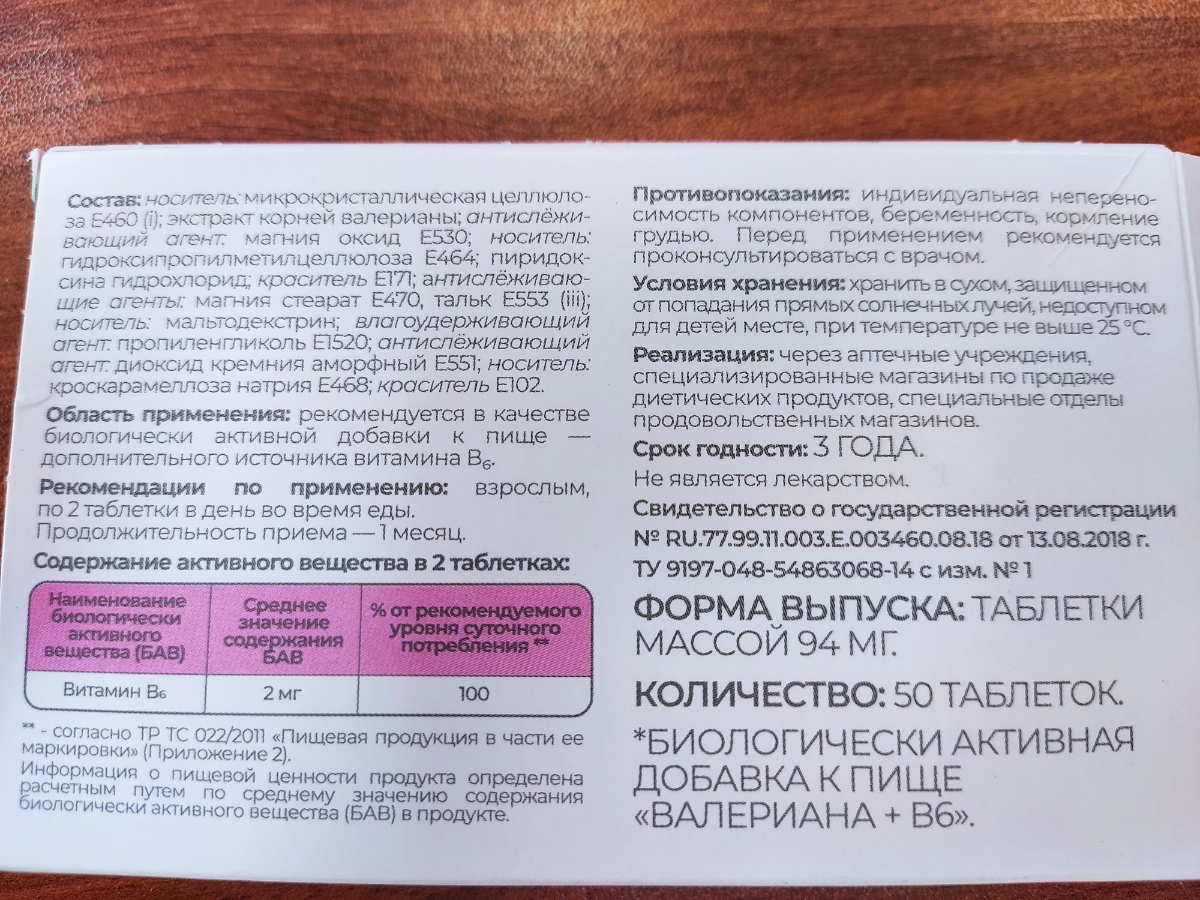 Состав: носитель: микрокристаллическая целлюло-
за E460 (i); экстракт корней валерианы; антислёжи-
вающий агент: магния оксид E530; носитель:
гидроксипропилметилцеллюлоза E464; пиридок-
сина гидрохлорид; краситель E171; антислёживаю-
щие агенты: магния стеарат E470, тальк E553 (iii);
носитель: мальтодекстрин; влагоудерживающий
агент: пропиленгликоль E1520; антислёживающий
агент: диоксид кремния аморфный E551; носитель:
кроскарамеллоза натрия E468; краситель E102.
Область применения: рекомендуется в качестве
биологически активной добавки к пище —
дополнительного источника витамина B₆.
Рекомендации по применению: взрослым,
по 2 таблетки в день во время еды.
Продолжительность приема — 1 месяц.
Содержание активного вещества в 2 таблетках:
Наименование
биологически
активного
вещества (БАВ)
Среднее
значение
содержания
БАВ
% от рекомендуемого
уровня суточного
потребления **
Витамин B₆
2 мг
100
** - согласно ТР ТС 022/2011 «Пищевая продукция в части ее
маркировки» (Приложение 2).
Информация о пищевой ценности продукта определена
расчетным путем по среднему значению содержания
биологически активного вещества (БАВ) в продукте.
Противопоказания: индивидуальная неперено-
симость компонентов, беременность, кормление
грудью. Перед применением рекомендуется
проконсультироваться с врачом.
Условия хранения: хранить в сухом, защищенном
от попадания прямых солнечных лучей, недоступном
для детей месте, при температуре не выше 25 °C.
Реализация: через аптечные учреждения,
специализированные магазины по продаже
диетических продуктов, специальные отделы
продовольственных магазинов.
Срок годности: 3 ГОДА.
Не является лекарством.
Свидетельство о государственной регистрации
№ RU.77.99.11.003.E.003460.08.18 от 13.08.2018 г.
ТУ 9197-048-54863068-14 с изм. № 1
ФОРМА ВЫПУСКА: ТАБЛЕТКИ
МАССОЙ 94 МГ.
КОЛИЧЕСТВО: 50 ТАБЛЕТОК.
*БИОЛОГИЧЕСКИ АКТИВНАЯ
ДОБАВКА К ПИЩЕ
«ВАЛЕРИАНА + B6».